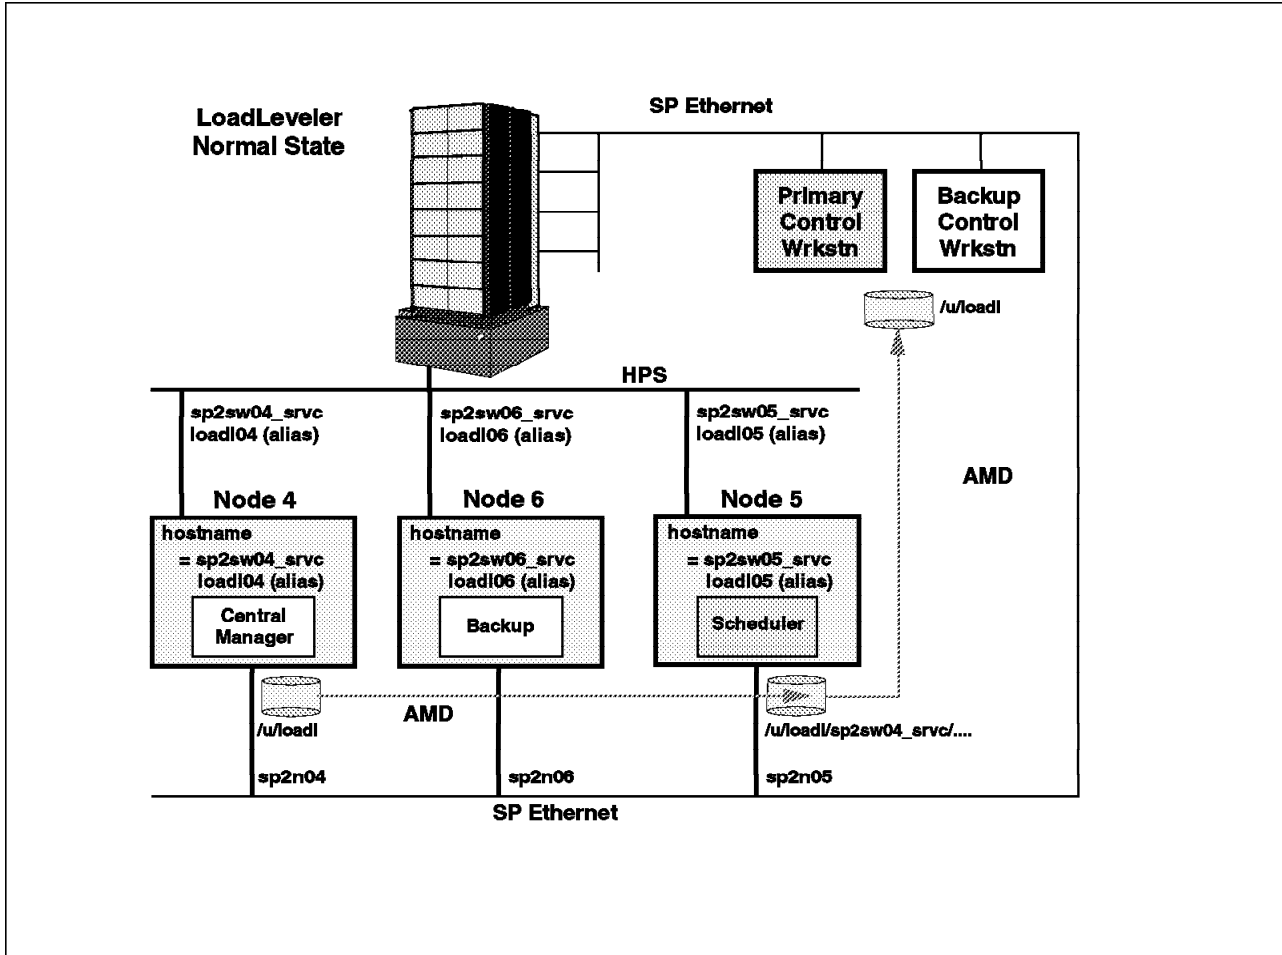 SP Ethernet
LoadLeveler
Normal State
Primary
Control
Wrkstn
Backup
Control
Wrkstn
/u/loadl
HPS
sp2sw04_srvc
loadl04 (alias)
sp2sw06_srvc
loadl06 (alias)
sp2sw05_srvc
loadl05 (alias)
AMD
Node 4
Node 6
Node 5
hostname
= sp2sw04_srvc
loadl04 (alias)
Central
Manager
hostname
= sp2sw06_srvc
loadl06 (alias)
Backup
hostname
= sp2sw05_srvc
loadl05 (alias)
Scheduler
AMD
/u/loadl
/u/loadl/sp2sw04_srvc/....
sp2n04
sp2n06
sp2n05
SP Ethernet